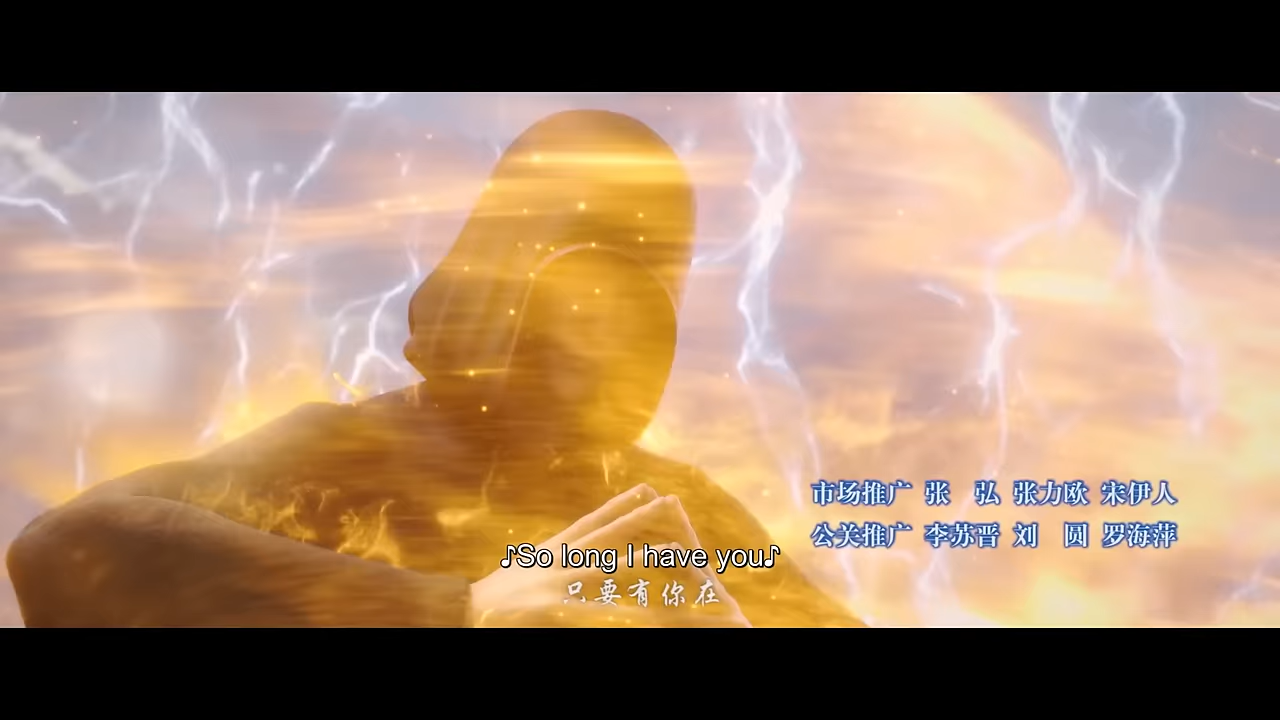 市场推广 张 弘 张力欧 宋伊人
公关推广 李苏晋 刘 圆 罗海萍
♪So long I have you♪
只要有你在